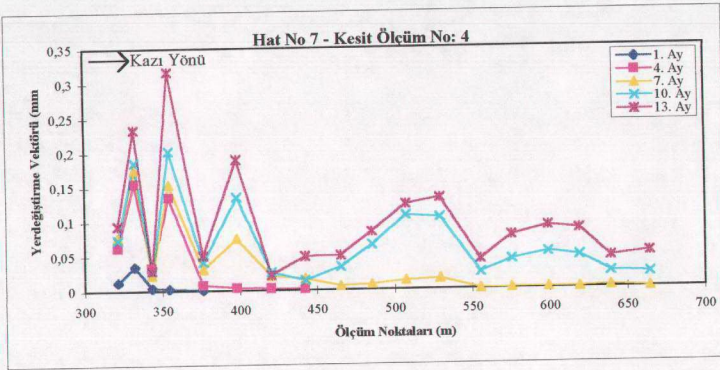 Hat No 7 - Kesit Ölçüm No: 4
Kazı Yönü
Yerdeğiştirme Vektörü (mm
0,35
0,3
0,25
0,2
0,15
0,1
0,05
0
300
350
400
450
500
550
600
650
700
Ölçüm Noktaları (m)
1. Ay
4. Ay
7. Ay
10. Ay
13. Ay